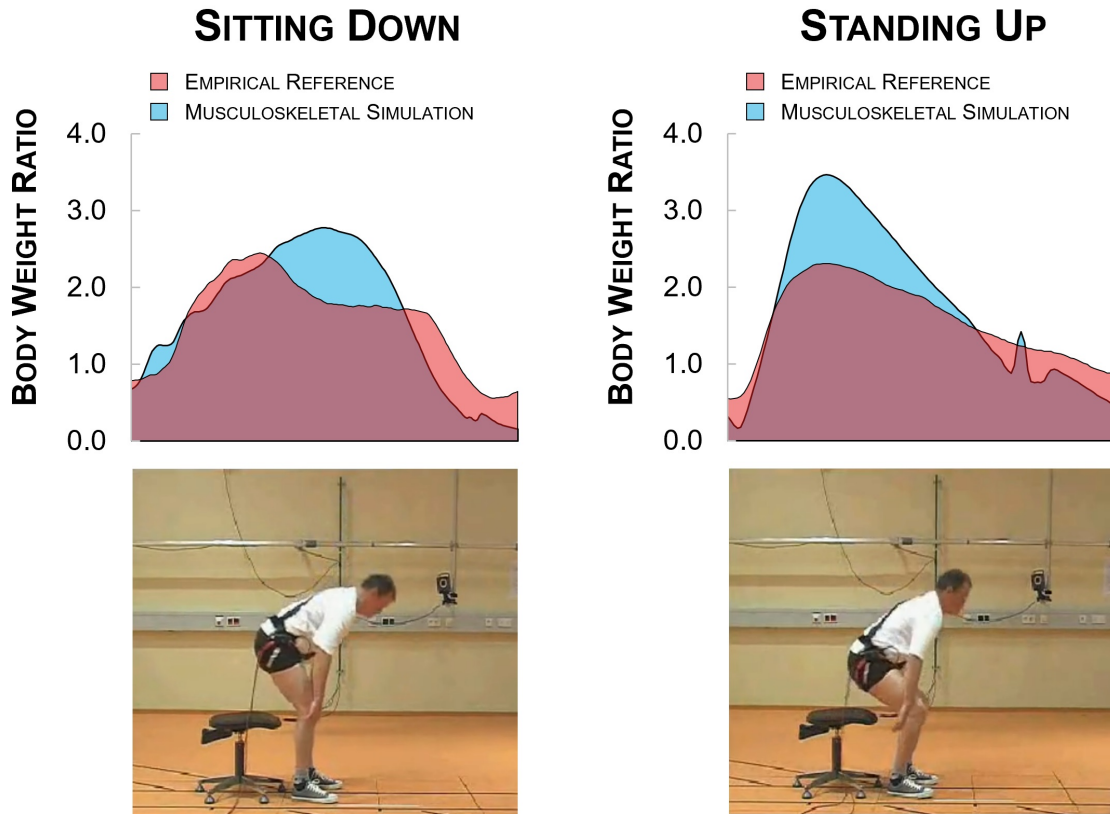 SITTING DOWN
EMPIRICAL REFERENCE
MUSCULOSKELETAL SIMULATION
BODY WEIGHT RATIO
4.0
3.0
2.0
1.0
0.0
STANDING UP
EMPIRICAL REFERENCE
MUSCULOSKELETAL SIMULATION
BODY WEIGHT RATIO
4.0
3.0
2.0
1.0
0.0